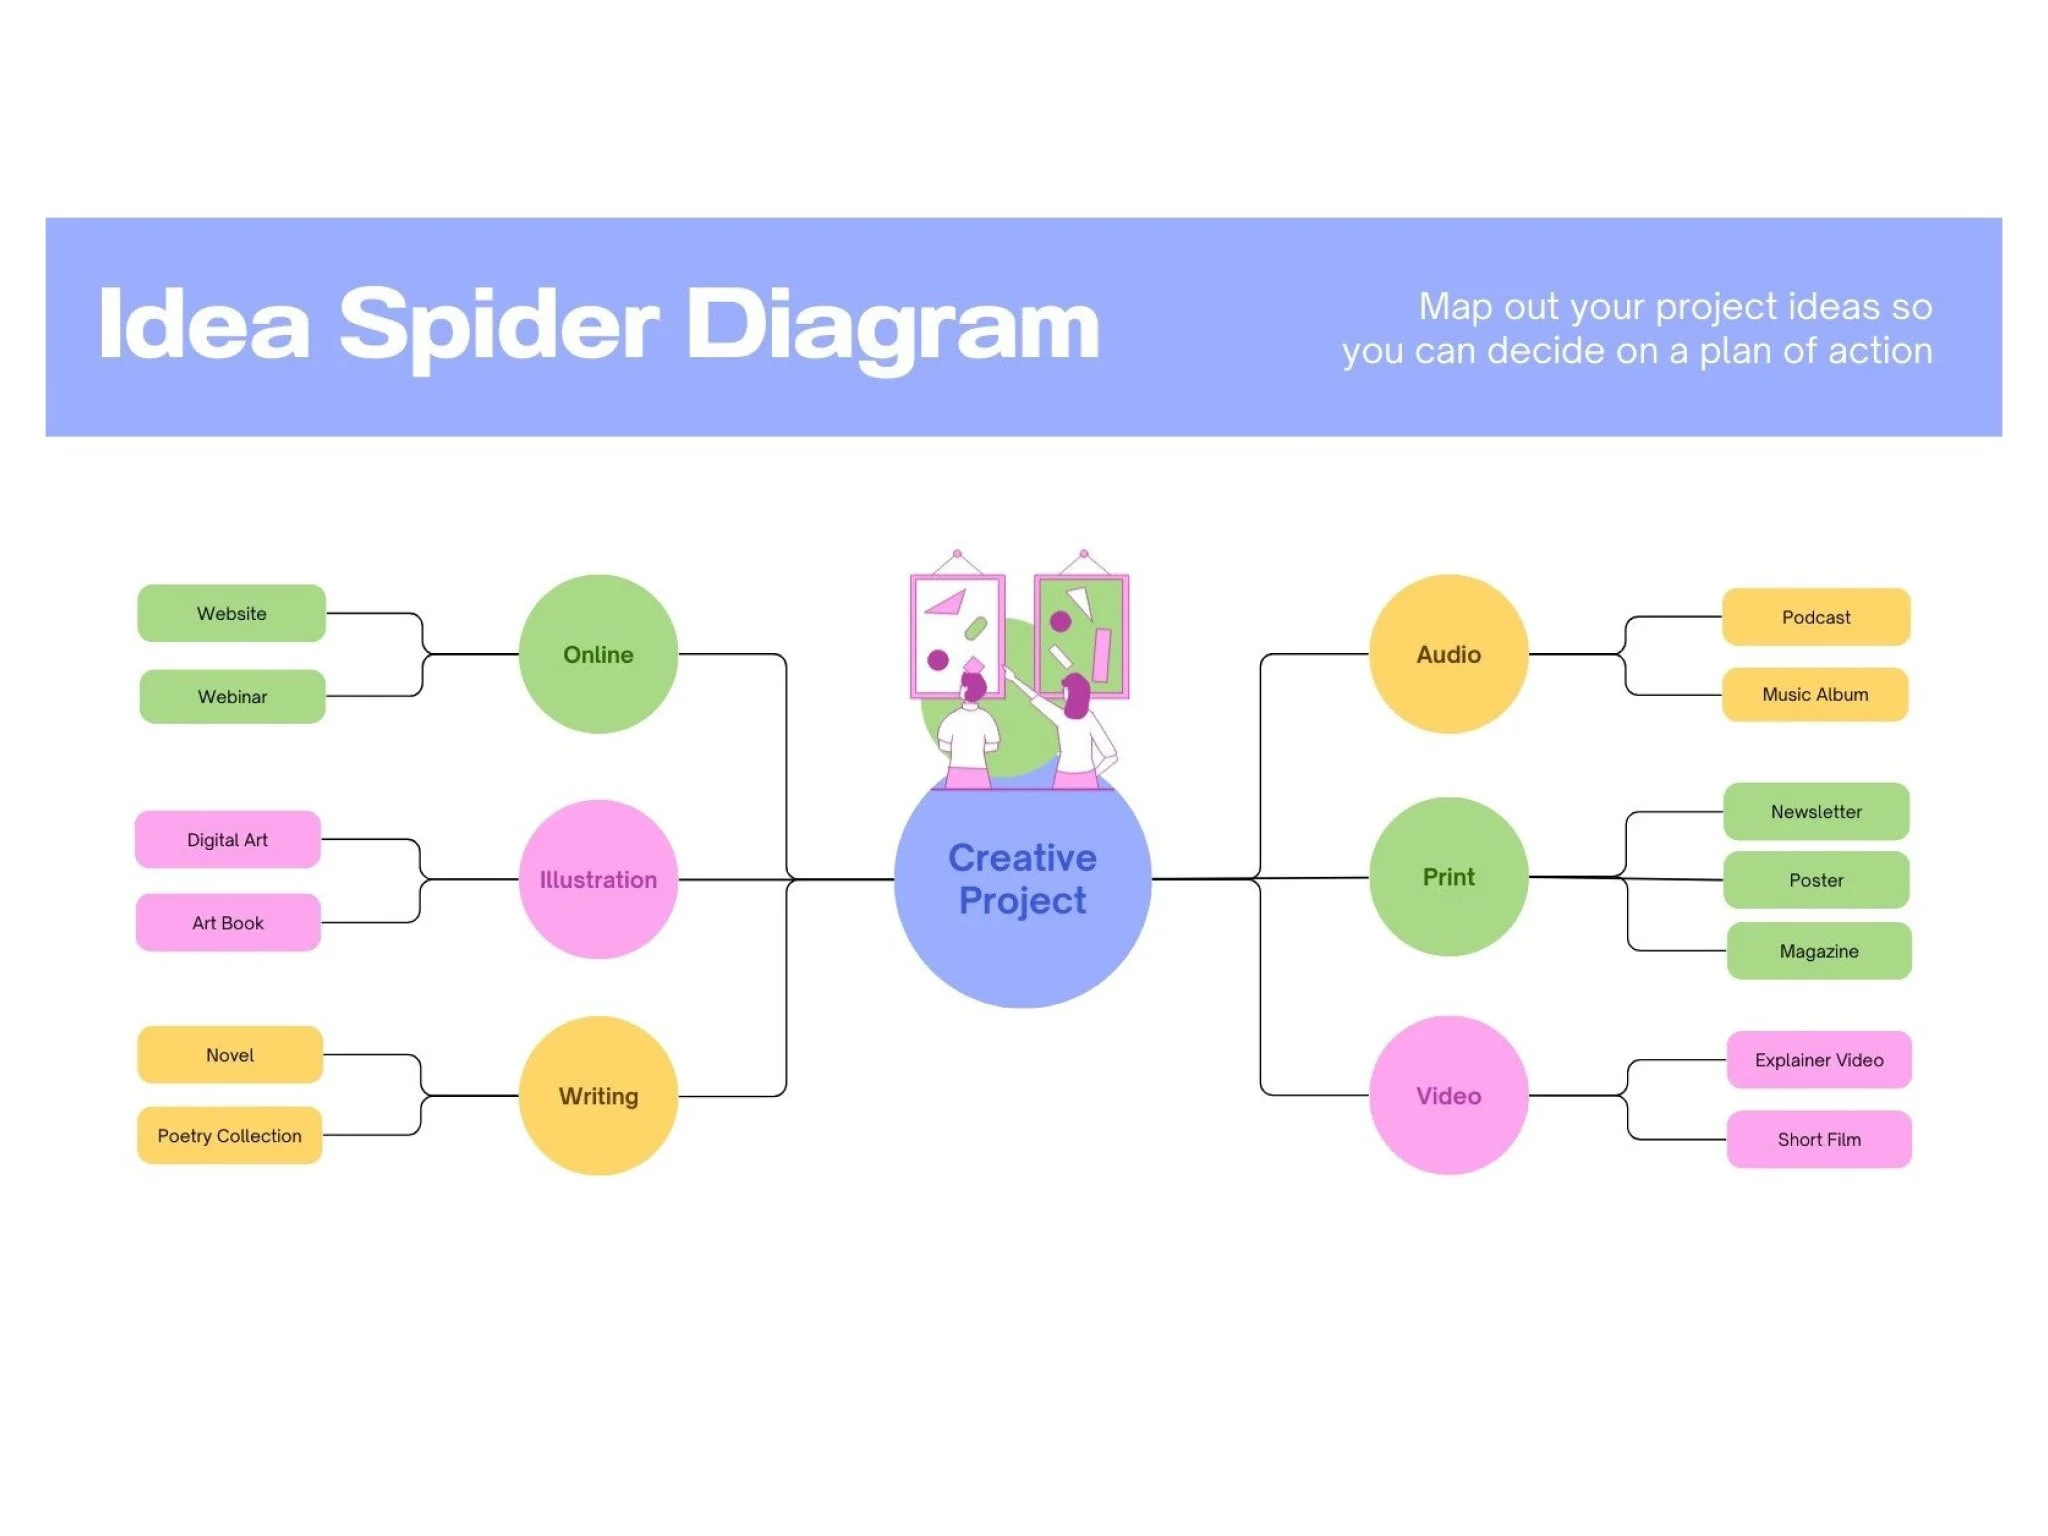 Idea Spider Diagram
Map out your project ideas so
you can decide on a plan of action
Website
Webinar
Online
Digital Art
Art Book
Illustration
Novel
Poetry Collection
Writing
Creative
Project
Audio
Podcast
Music Album
Print
Newsletter
Poster
Magazine
Video
Explainer Video
Short Film